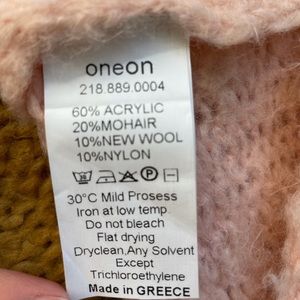 oneon
218.889.0004
60% ACRYLIC
20%MOHAIR
10%NEW WOOL
10%NYLON
30°C Mild Prosess
Iron at low temp.
Do not bleach
Flat drying
Dryclean,Any Solvent
Except
Trichloroethylene
Made in GREECE